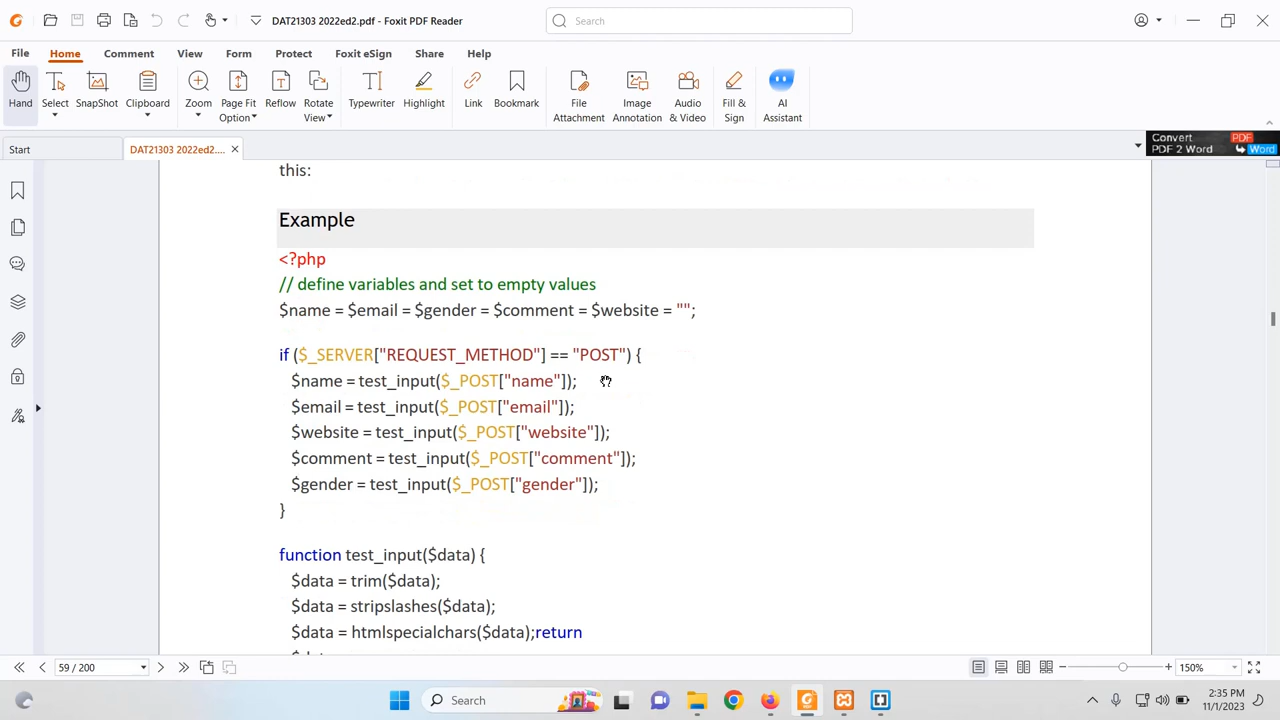 DAT21303 2022ed2.pdf - Foxit PDF Reader
Search
File Home Comment View Form Protect Foxit eSign Share Help
Hand Select SnapShot Clipboard Zoom Page Fit Option Reflow Rotate View Typewriter Highlight Link Bookmark File Attachment Image Annotation Audio & Video Fill & Sign AI Assistant
Start DAT21303 2022ed2....
Convert PDF
PDF 2 Word Word
this:
Example
<?php
// define variables and set to empty values
$name = $email = $gender = $comment = $website = "";
if ($_SERVER["REQUEST_METHOD"] == "POST") {
$name = test_input($_POST["name"]);
$email = test_input($_POST["email"]);
$website = test_input($_POST["website"]);
$comment = test_input($_POST["comment"]);
$gender = test_input($_POST["gender"]);
}
function test_input($data) {
$data = trim($data);
$data = stripslashes($data);
$data = htmlspecialchars($data);return
59 / 200
150%
Search
2:35 PM
11/1/2023